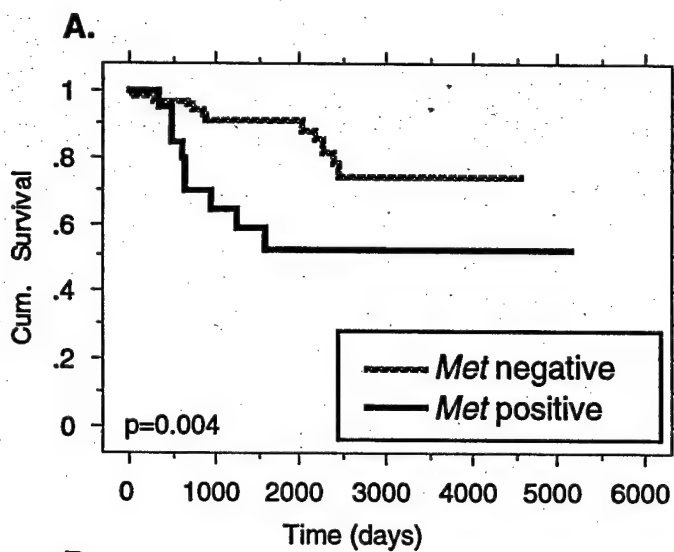 A.
Cum. Survival
1
.8
.6
.4
.2
0
p=0.004
Met negative
Met positive
0 1000 2000 3000 4000 5000 6000
Time (days)